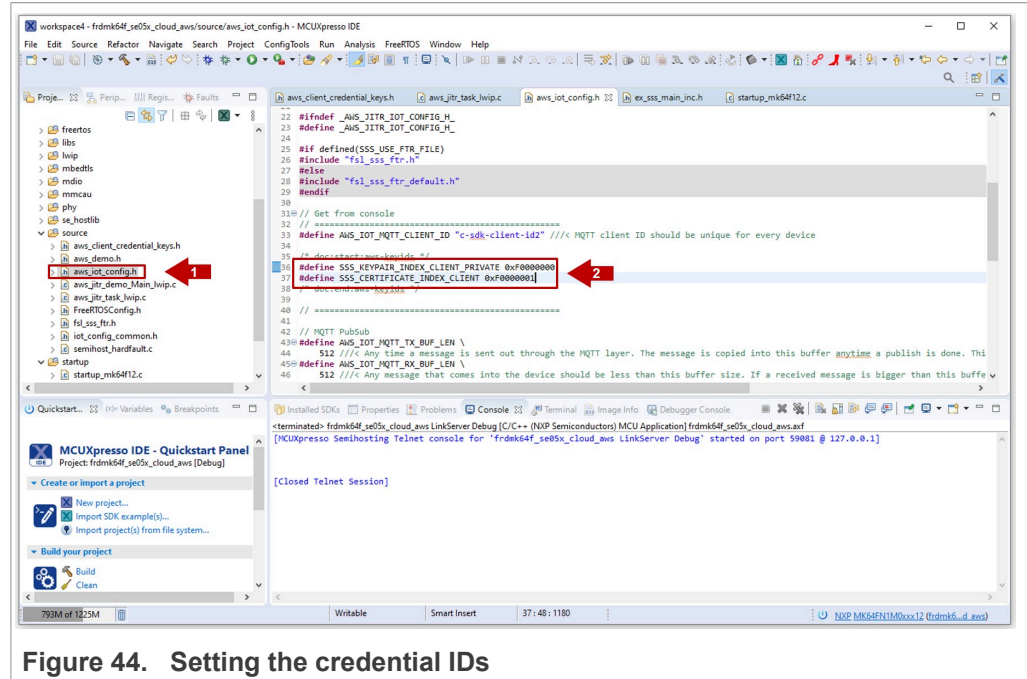 workspace4 - frdmk64f_se05x_cloud_aws/source/aws_iot_config.h - MCUXpresso IDE
File Edit Source Refactor Navigate Search Project ConfigTools Run Analysis FreeRTOS Window Help
Proje... Perip... Regis... Faults
aws_client_credential_keys.h aws_jitr_task_lwip.c aws_iot_config.h ex_sss_main_inc.h startup_mk64f12.c
freertos
libs
lwip
mbedtls
mdio
mmcau
phy
se_hostlib
source
aws_client_credential_keys.h
aws_demo.h
aws_iot_config.h
1
aws_jitr_demo_Main_lwip.c
aws_jitr_task_lwip.c
FreeRTOSConfig.h
fsl_sss_ftr.h
iot_config_common.h
semihost_hardfault.c
startup
startup_mk64f12.c
22 #ifndef _AWS_JITR_IOT_CONFIG_H_
23 #define _AWS_JITR_IOT_CONFIG_H_
24
25 #if defined(SSS_USE_FTR_FILE)
26 #include "fsl_sss_ftr.h"
27 #else
28 #include "fsl_sss_ftr_default.h"
29 #endif
30
31 // Get from console
32 // =================================================
33 #define AWS_IOT_MQTT_CLIENT_ID "c-sdk-client-id2" ///< MQTT client ID should be unique for every device
34
35 /* doc:start:aws-keyids */
36 #define SSS_KEYPAIR_INDEX_CLIENT_PRIVATE 0xF0000000
37 #define SSS_CERTIFICATE_INDEX_CLIENT 0xF0000001
2
38 /* doc:end:aws-keyids */
39
40 // =================================================
41
42 // MQTT PubSub
43 #define AWS_IOT_MQTT_TX_BUF_LEN \
44 512 ///< Any time a message is sent out through the MQTT layer. The message is copied into this buffer anytime a publish is done. Thi
45 #define AWS_IOT_MQTT_RX_BUF_LEN \
46 512 ///< Any message that comes into the device should be less than this buffer size. If a received message is bigger than this buffe
Quickstart... (x)= Variables Breakpoints
MCUXpresso IDE - Quickstart Panel
IDE Project: frdmk64f_se05x_cloud_aws [Debug]
Create or import a project
New project...
Import SDK example(s)...
Import project(s) from file system...
Build your project
Build
Clean
Installed SDKs Properties Problems Console Terminal Image Info Debugger Console
<terminated> frdmk64f_se05x_cloud_aws LinkServer Debug [C/C++ (NXP Semiconductors) MCU Application] frdmk64f_se05x_cloud_aws.axf
[MCUXpresso Semihosting Telnet console for 'frdmk64f_se05x_cloud_aws LinkServer Debug' started on port 59081 @ 127.0.0.1]
[Closed Telnet Session]
793M of 1225M Writable Smart Insert 37 : 48 : 1180 NXP MK64FN1M0xxx12 (frdmk6...d_aws)
Figure 44. Setting the credential IDs